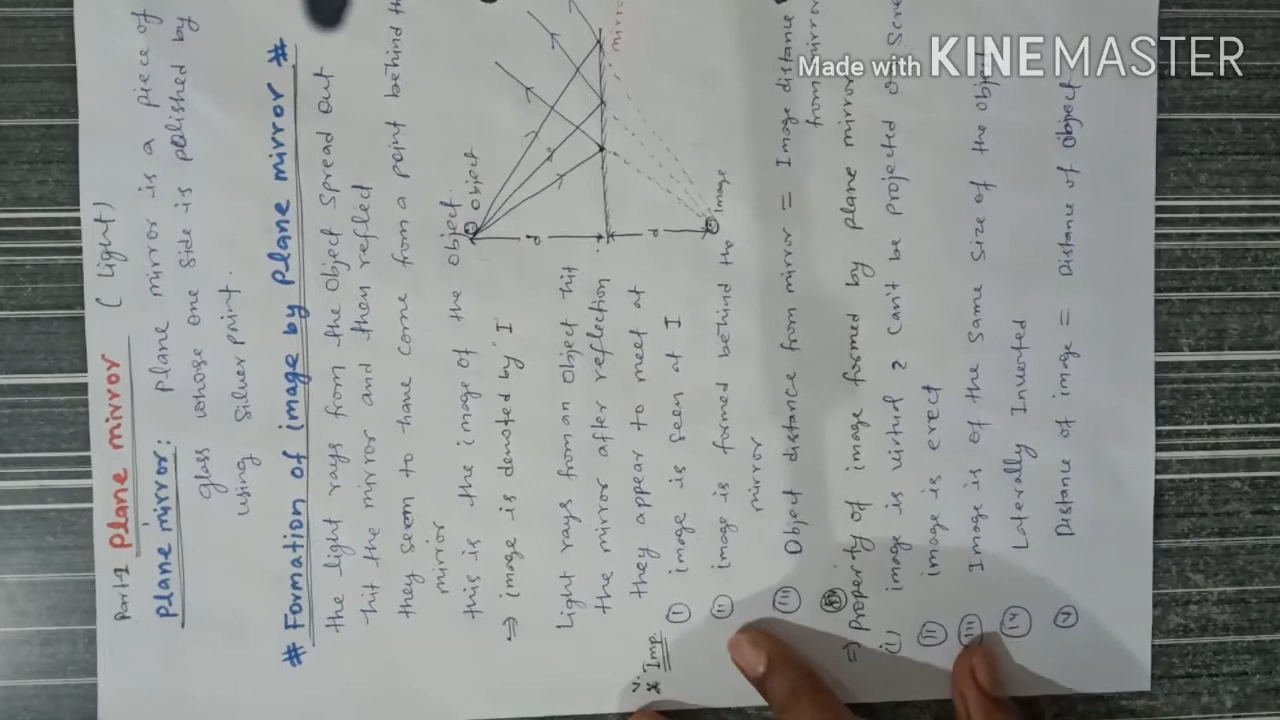 Part-1 Plane mirror ( Light)
Plane mirror: Plane mirror is a piece of
glass whose one side is polished by
using silver print.
# Formation of image by Plane mirror #
the light rays from the Object Spread out
hit the mirror and then reflected
they seem to have come from a point behind th
mirror
this is the image of the object
⇒ image is denoted by I
Light rays from an Object hit
the mirror after reflection
they appear to meet at
V. Imp.
(I) image is seen at I
(II) image is formed behind the
mirror
(III) Object distance from mirror = Image distance
from mirror
⇒ Property of image formed by plane mirror
(i) image is virtual 2 can't be projected
(II) image is erect
(III) Image is of the Same Size of the Obje
(IV) Laterally Inverted
(V) Distance of image = Distance of Object
Object
d
d
image
mirro
Made with KINEMASTER